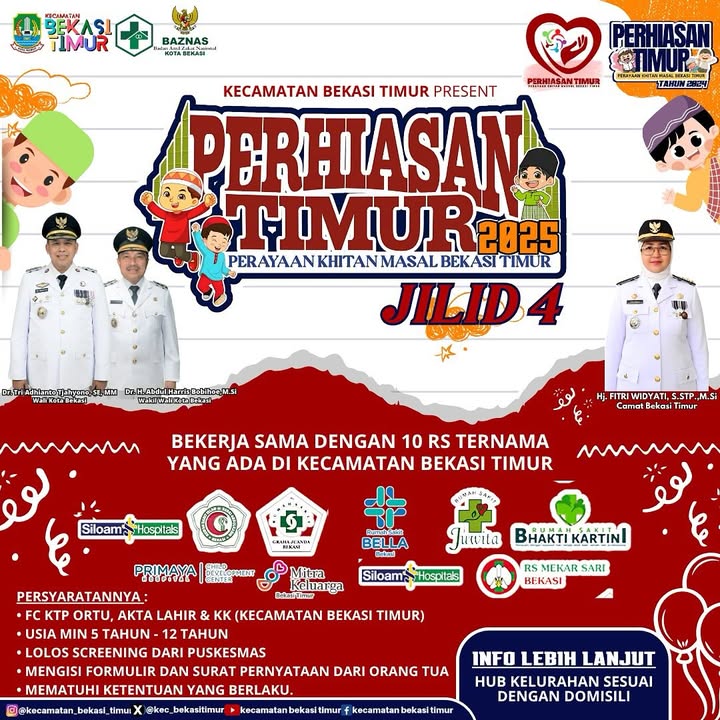 KECAMATAN
BEKASI
TIMUR
BAZNAS
Badan Amil Zakat Nasional
KOTA BEKASI
PERHIASAN TIMUR
PERHIASAN
TIMUR
PERAYAAN KHITAN MASAL BEKASI TIMUR
TAHUN 2024
KECAMATAN BEKASI TIMUR PRESENT
PERHIASAN
TIMUR
2025
PERAYAAN KHITAN MASAL BEKASI TIMUR
JILID 4
Dr. Tri Adhianto Tjahyono, SE, MM
Wali Kota Bekasi
Dr. H. Abdul Harris Bobihoe, M.Si
Wakil Wali Kota Bekasi
Hj. FITRI WIDYATI, S.STP.,M.Si
Camat Bekasi Timur
BEKERJA SAMA DENGAN 10 RS TERNAMA
YANG ADA DI KECAMATAN BEKASI TIMUR
Siloam Hospitals
GRAHA JUANDA
BEKASI
Rumah Sakit
BELLA
Bekasi
RUMAH SAKIT
Juwita
RUMAH SAKIT
BHAKTI KARTINI
PRIMAYA
HOSPITAL
CHILD
DEVELOPMENT
CENTER
Mitra
Keluarga
Bekasi Timur
Siloam Hospitals
RS MEKAR SARI
BEKASI
PERSYARATANNYA :
• FC KTP ORTU, AKTA LAHIR & KK (KECAMATAN BEKASI TIMUR)
• USIA MIN 5 TAHUN - 12 TAHUN
• LOLOS SCREENING DARI PUSKESMAS
• MENGISI FORMULIR DAN SURAT PERNYATAAN DARI ORANG TUA
• MEMATUHI KETENTUAN YANG BERLAKU.
INFO LEBIH LANJUT
HUB KELURAHAN SESUAI
DENGAN DOMISILI
@kecamatan_bekasi_timur @kec_bekasitimur kecamatan bekasi timur kecamatan bekasi timur